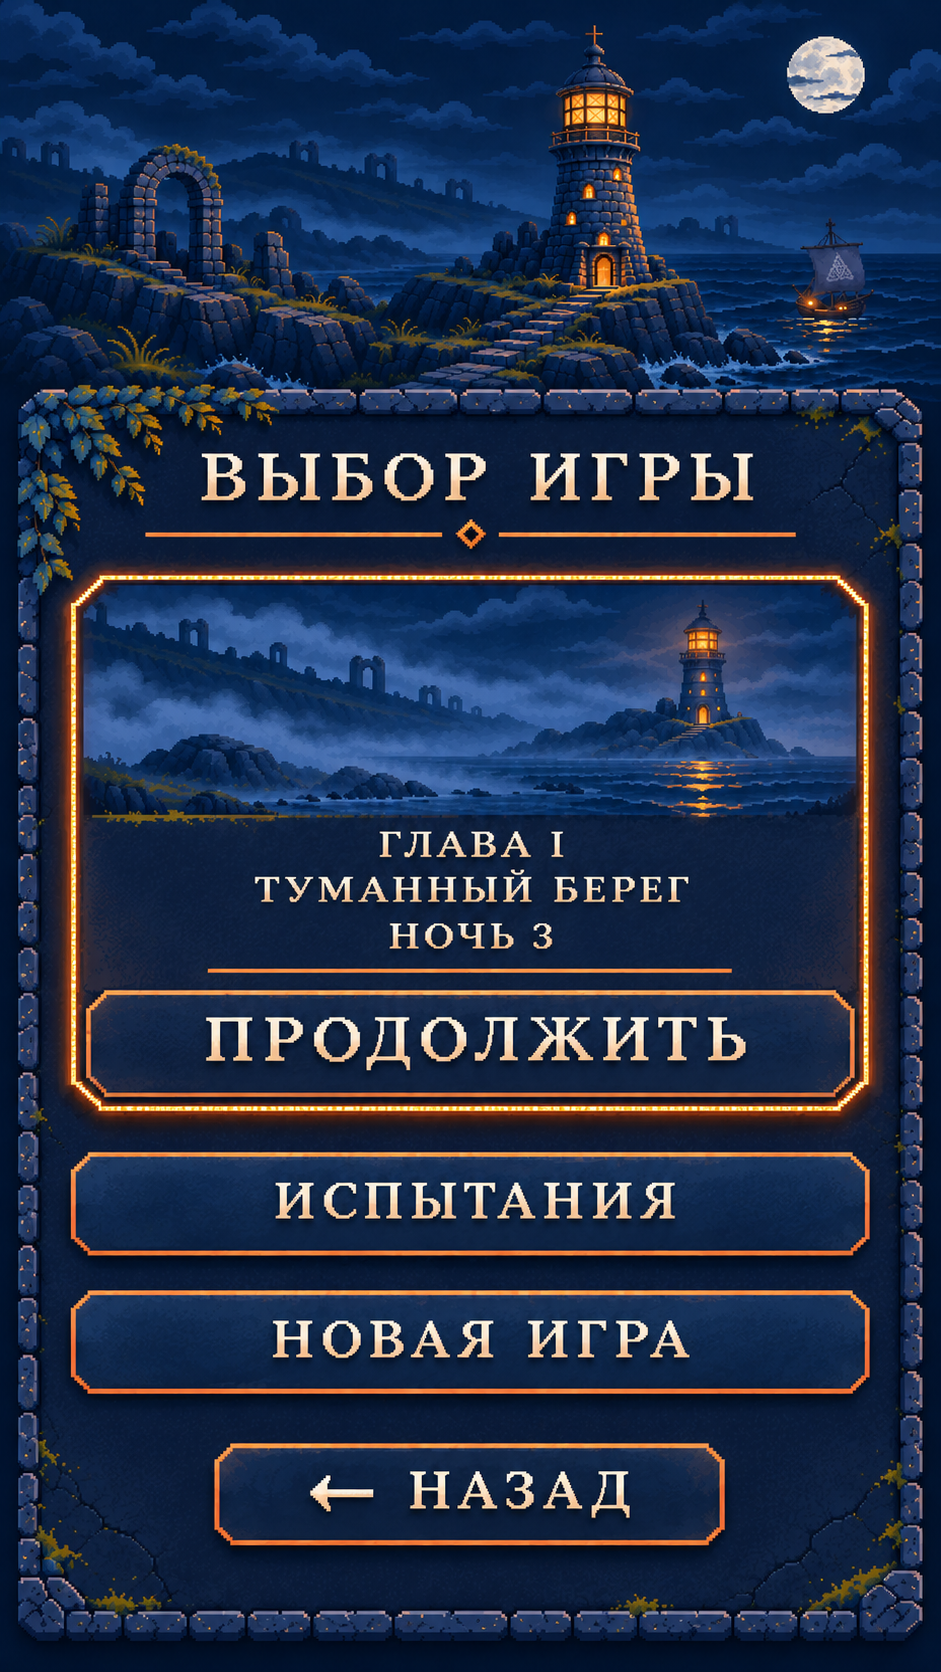 ВЫБОР ИГРЫ
ГЛАВА I
ТУМАННЫЙ БЕРЕГ
НОЧЬ 3
ПРОДОЛЖИТЬ
ИСПЫТАНИЯ
НОВАЯ ИГРА
← НАЗАД